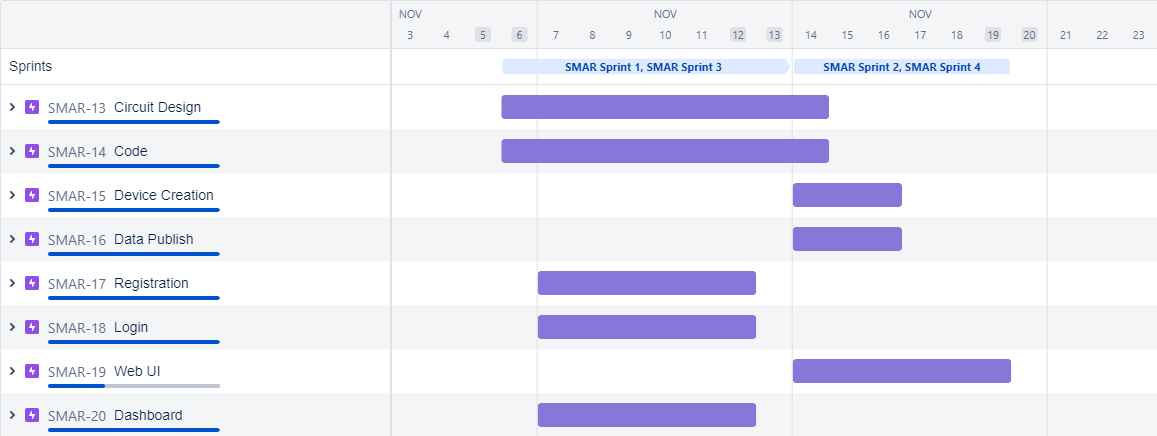 NOV NOV NOV
3 4 5 6 7 8 9 10 11 12 13 14 15 16 17 18 19 20 21 22 23
Sprints SMAR Sprint 1, SMAR Sprint 3 SMAR Sprint 2, SMAR Sprint 4
SMAR-13 Circuit Design
SMAR-14 Code
SMAR-15 Device Creation
SMAR-16 Data Publish
SMAR-17 Registration
SMAR-18 Login
SMAR-19 Web UI
SMAR-20 Dashboard